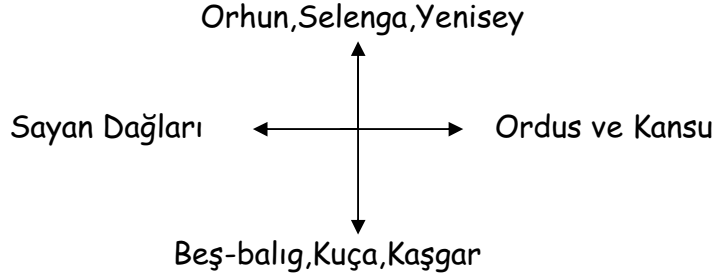 Orhun,Selenga,Yenisey
Sayan Dağları
Ordus ve Kansu
Beş-balıg,Kuça,Kaşgar